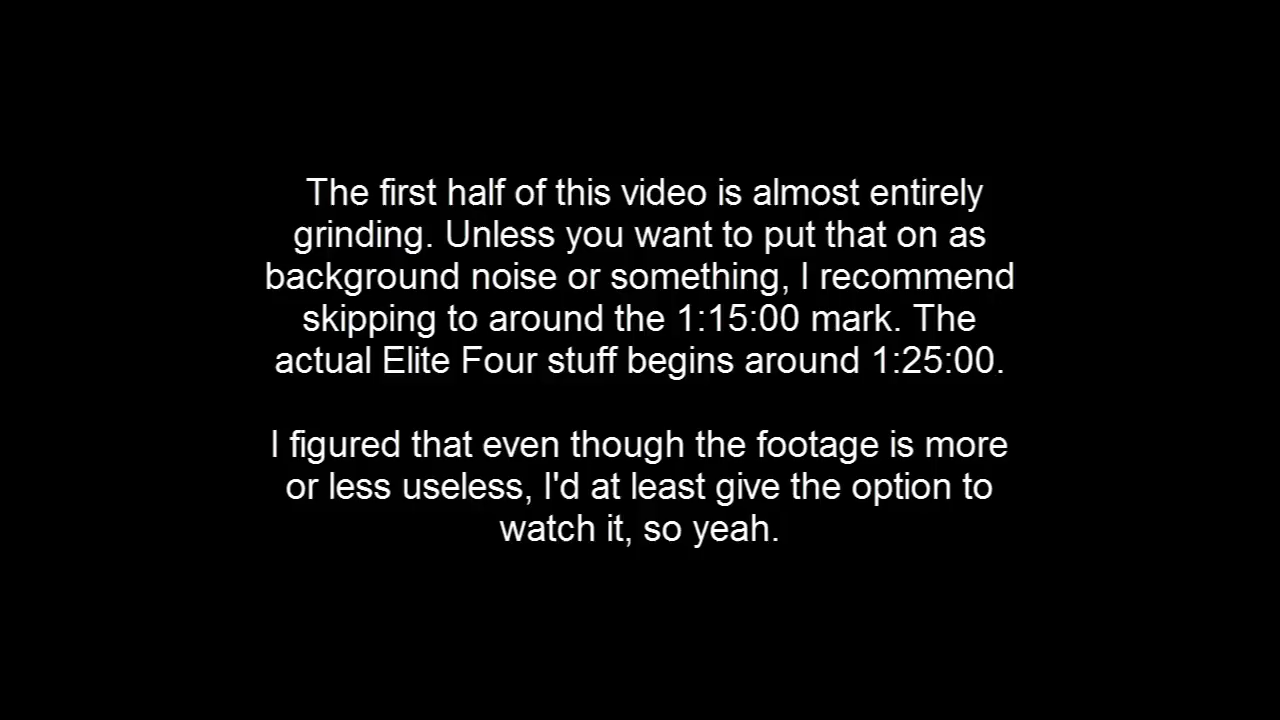 The first half of this video is almost entirely
grinding. Unless you want to put that on as
background noise or something, I recommend
skipping to around the 1:15:00 mark. The
actual Elite Four stuff begins around 1:25:00.
I figured that even though the footage is more
or less useless, I'd at least give the option to
watch it, so yeah.